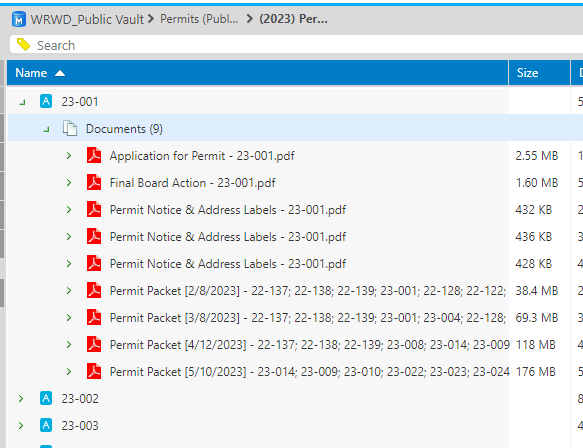 WRWD_Public Vault > Permits (Publ... > (2023) Per...
Search
Name Size
23-001 5
Documents (9)
Application for Permit - 23-001.pdf 2.55 MB 1
Final Board Action - 23-001.pdf 1.60 MB 5
Permit Notice & Address Labels - 23-001.pdf 432 KB 2
Permit Notice & Address Labels - 23-001.pdf 436 KB 3
Permit Notice & Address Labels - 23-001.pdf 428 KB 4
Permit Packet [2/8/2023] - 22-137; 22-138; 22-139; 23-001; 22-128; 22-122; 38.4 MB 2
Permit Packet [3/8/2023] - 22-137; 22-138; 22-139; 23-001; 23-004; 22-128; 69.3 MB 3
Permit Packet [4/12/2023] - 22-137; 22-138; 22-139; 23-008; 23-014; 23-009 118 MB 4
Permit Packet [5/10/2023] - 23-014; 23-009; 23-010; 23-022; 23-023; 23-024 176 MB 5
23-002 8
23-003 4